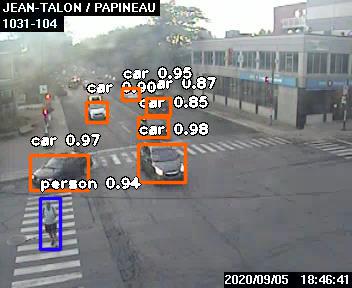 JEAN-TALON / PAPINEAU
1031-104
car 0.95
car 0.90
car 0.87
car 0.85
car 0.98
car 0.97
person 0.94
2020/09/05 18:46:41